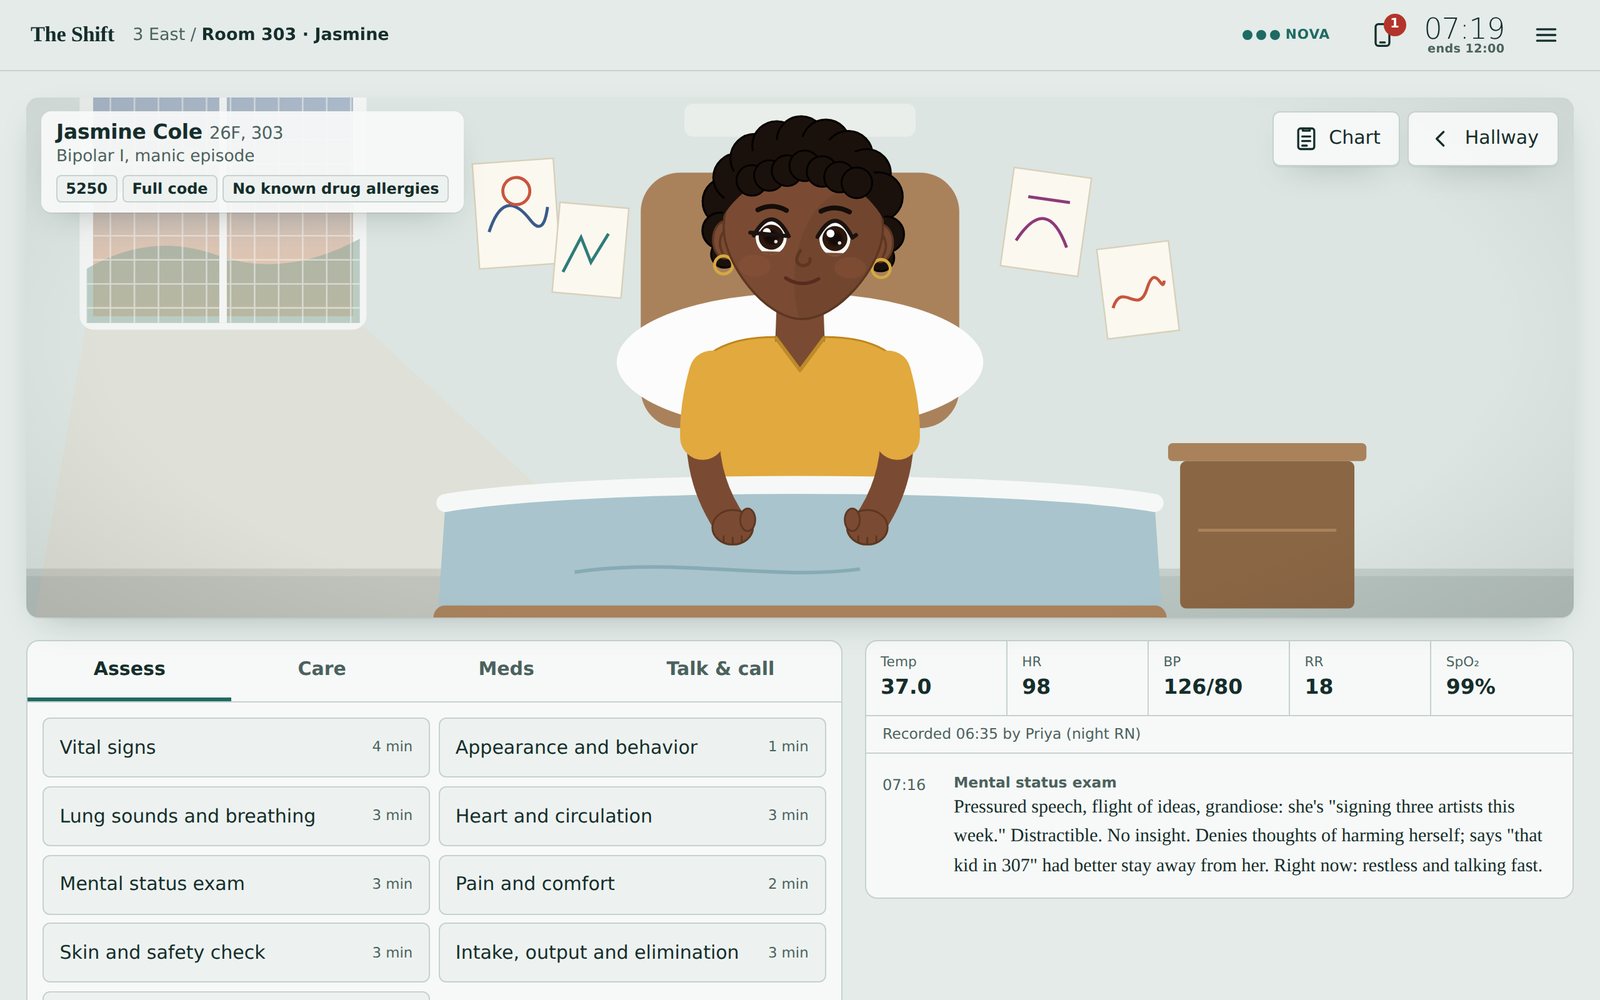 The Shift
3 East / Room 303 · Jasmine
NOVA
1
07:19
ends 12:00
Jasmine Cole 26F, 303
Bipolar I, manic episode
5250
Full code
No known drug allergies
Chart
Hallway
Assess
Care
Meds
Talk & call
Vital signs
4 min
Appearance and behavior
1 min
Lung sounds and breathing
3 min
Heart and circulation
3 min
Mental status exam
3 min
Pain and comfort
2 min
Skin and safety check
3 min
Intake, output and elimination
3 min
Temp
37.0
HR
98
BP
126/80
RR
18
SpO₂
99%
Recorded 06:35 by Priya (night RN)
07:16
Mental status exam
Pressured speech, flight of ideas, grandiose: she's "signing three artists this
week." Distractible. No insight. Denies thoughts of harming herself; says "that
kid in 307" had better stay away from her. Right now: restless and talking fast.